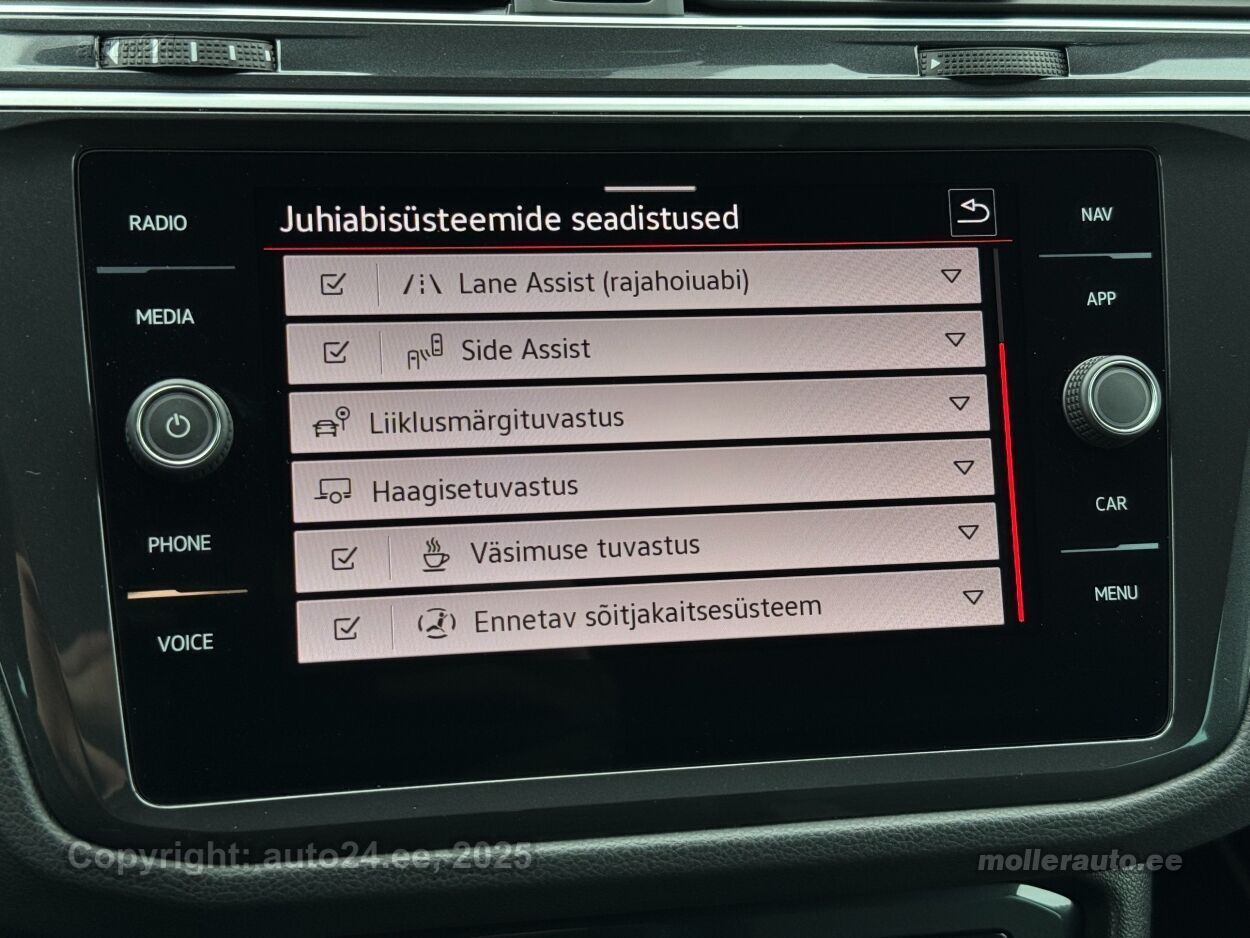 Juhiabisüsteemide seadistused
RADIO
MEDIA
PHONE
VOICE
Lane Assist (rajahoiuabi)
Side Assist
Liiklusmärgituvastus
Haagisetuvastus
Väsimuse tuvastus
Ennetav sõitjakaitsesüsteem
NAV
APP
CAR
MENU
Copyright: auto24.ee, 2025
mollerauto.ee